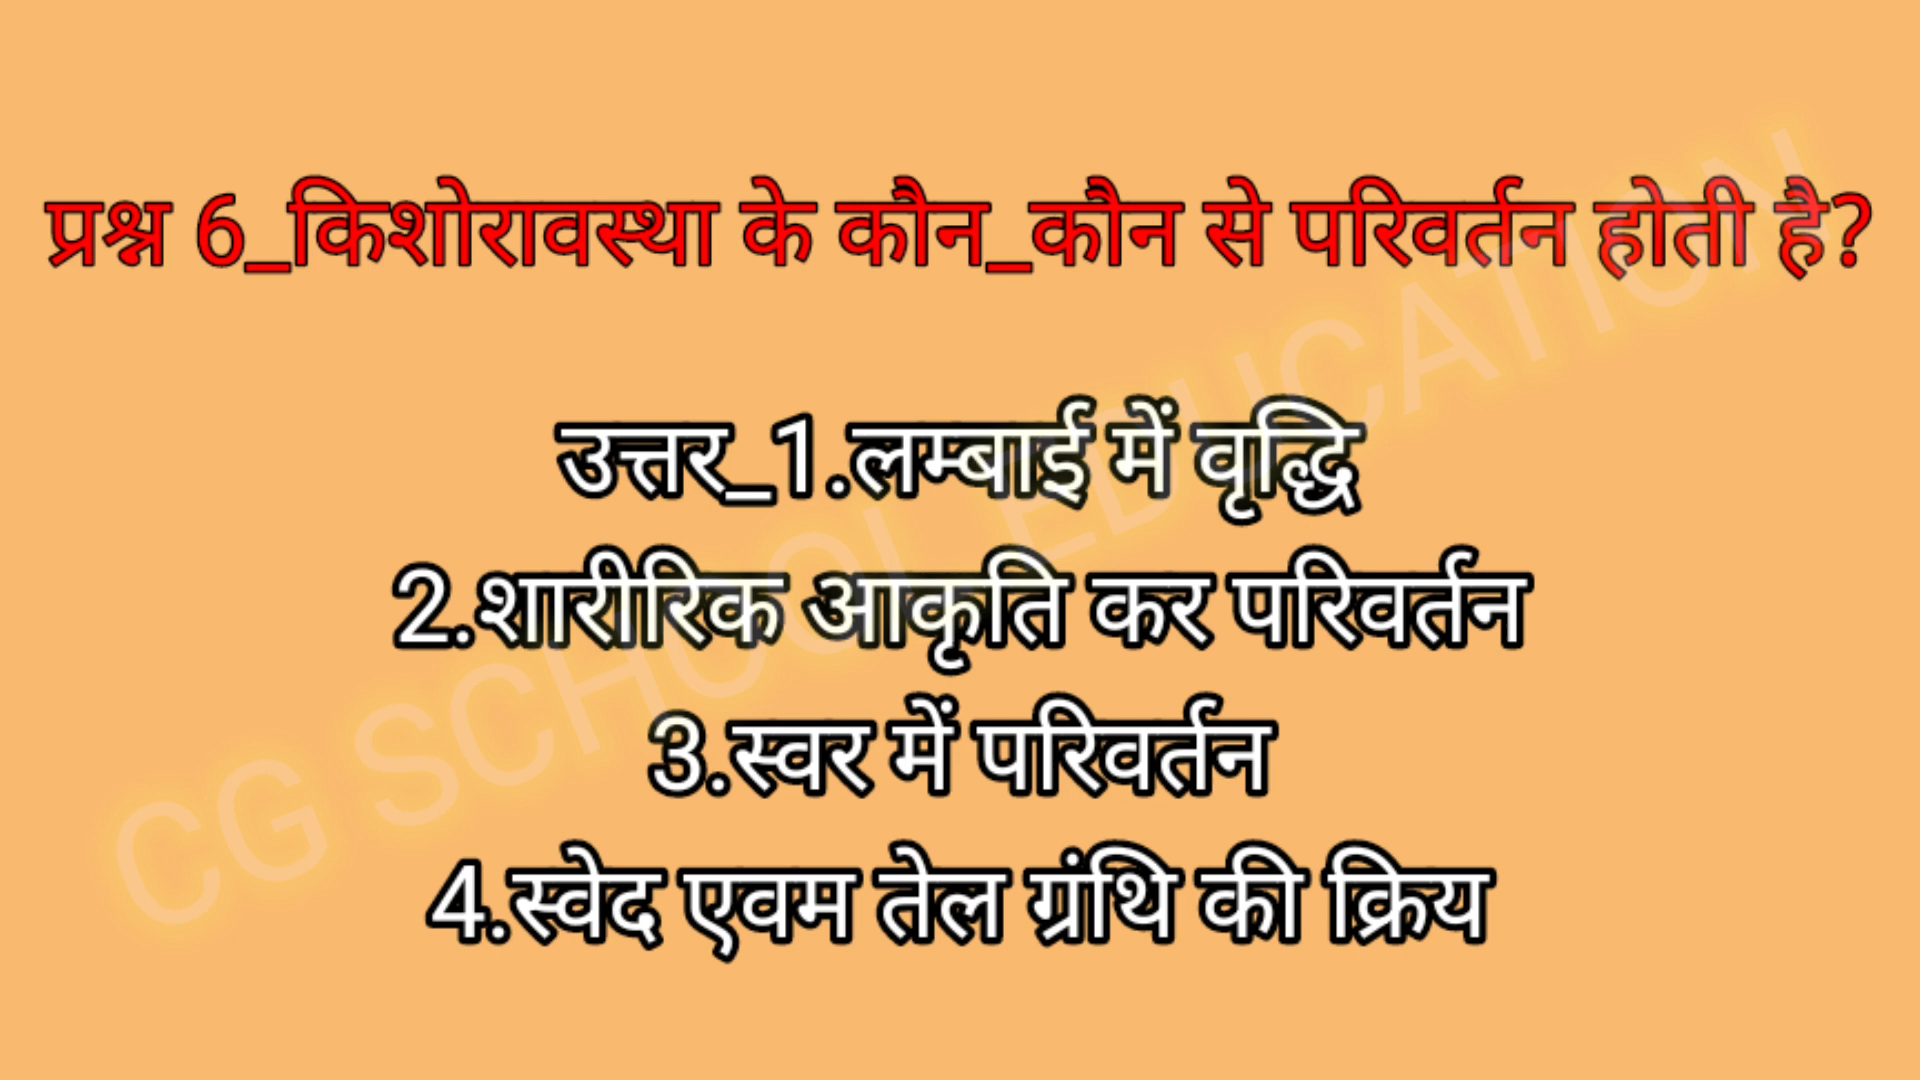 प्रश्न 6_किशोरावस्था के कौन_कौन से परिवर्तन होती है?
उत्तर_1.लम्बाई में वृद्धि
2.शारीरिक आकृति कर परिवर्तन
3.स्वर में परिवर्तन
4.स्वेद एवम तेल ग्रंथि की क्रिय
CG SCHOOL EDUCATION